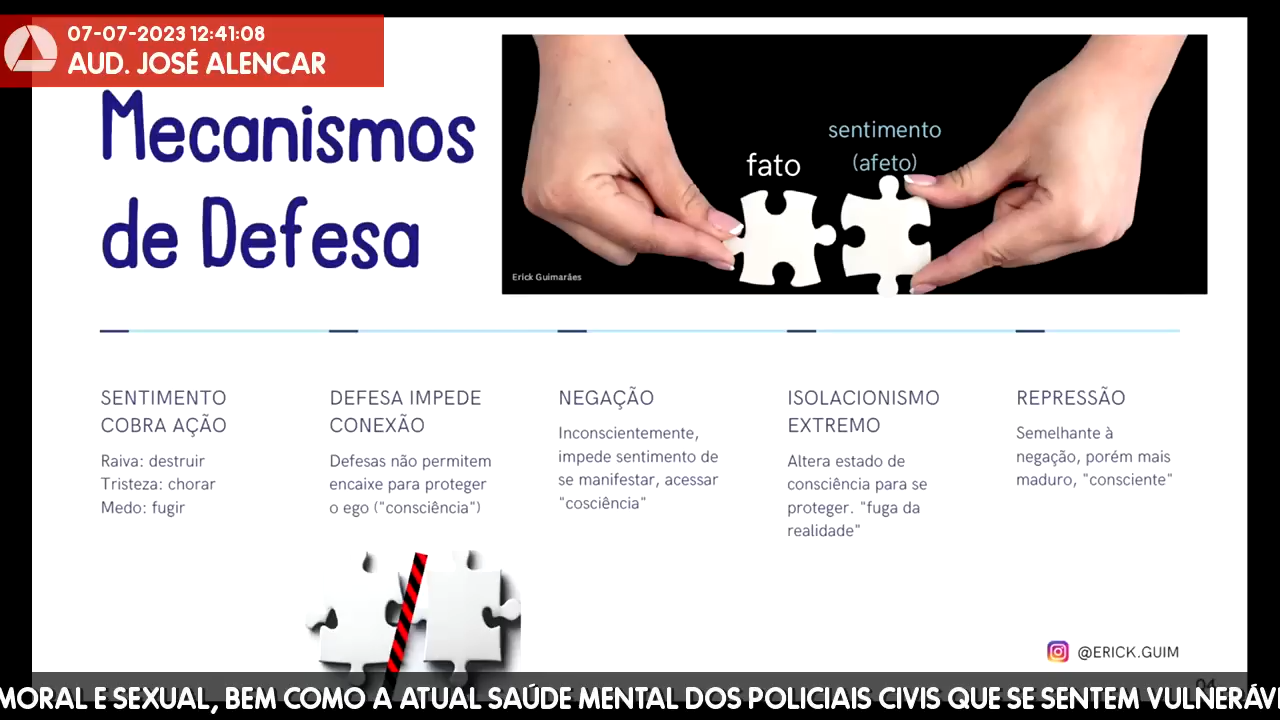 07-07-2023 12:41:08
AUD. JOSÉ ALENCAR
Mecanismos
de Defesa
fato
sentimento
(afeto)
Erick Guimarães
SENTIMENTO
COBRA AÇÃO
Raiva: destruir
Tristeza: chorar
Medo: fugir
DEFESA IMPEDE
CONEXÃO
Defesas não permitem
encaixe para proteger
o ego ("consciência")
NEGAÇÃO
Inconscientemente,
impede sentimento de
se manifestar, acessar
"cosciência"
ISOLACIONISMO
EXTREMO
Altera estado de
consciência para se
proteger. "fuga da
realidade"
REPRESSÃO
Semelhante à
negação, porém mais
maduro, "consciente"
@ERICK.GUIM
MORAL E SEXUAL, BEM COMO A ATUAL SAÚDE MENTAL DOS POLICIAIS CIVIS QUE SE SENTEM VULNERÁV